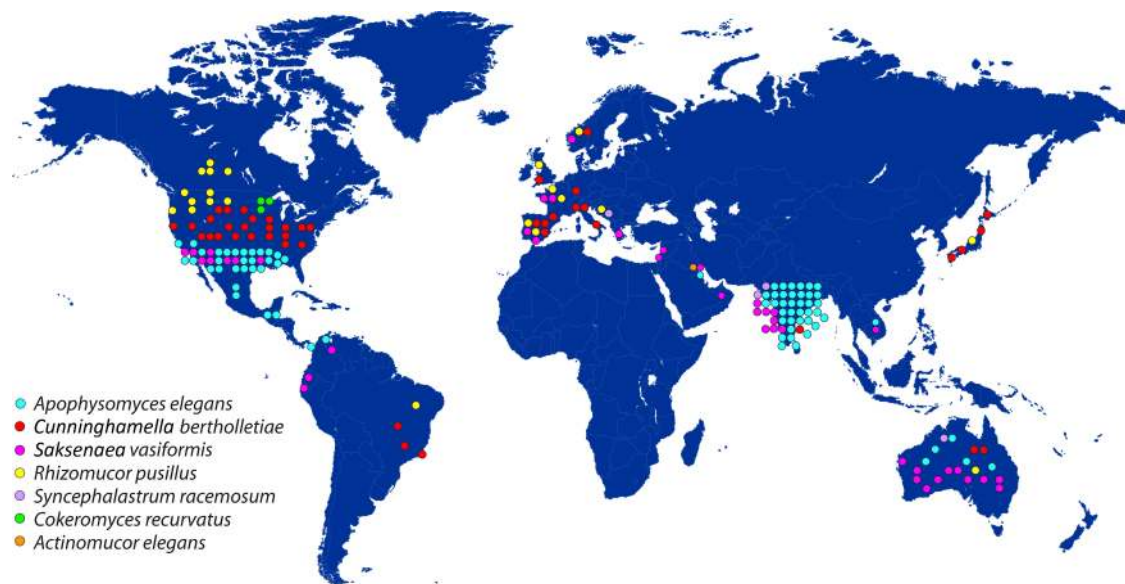 Apophysomyces elegans
Cunninghamella bertholletiae
Saksenaea vasiformis
Rhizomucor pusillus
Syncephalastrum racemosum
Cokeromyces recurvatus
Actinomucor elegans